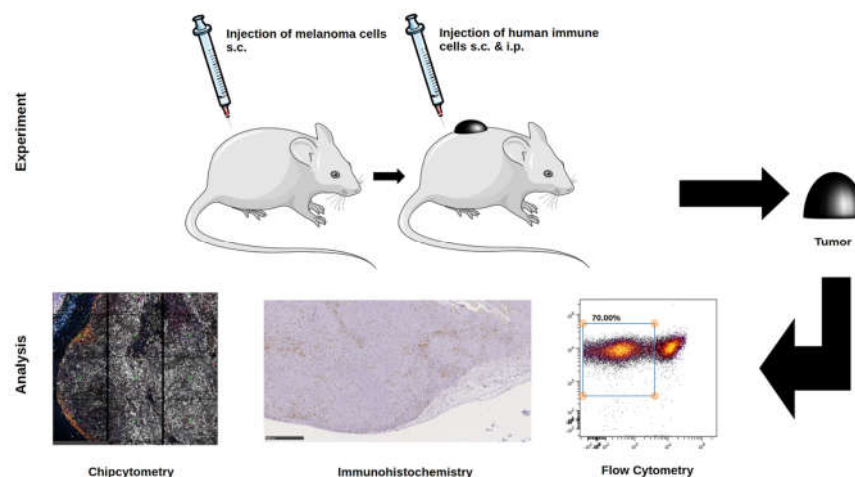 Injection of melanoma cells
s.c.
Injection of human immune
cells s.c. & i.p.
Experiment
Tumor
Analysis
70.00%
Chipcytometry
Immunohistochemistry
Flow Cytometry